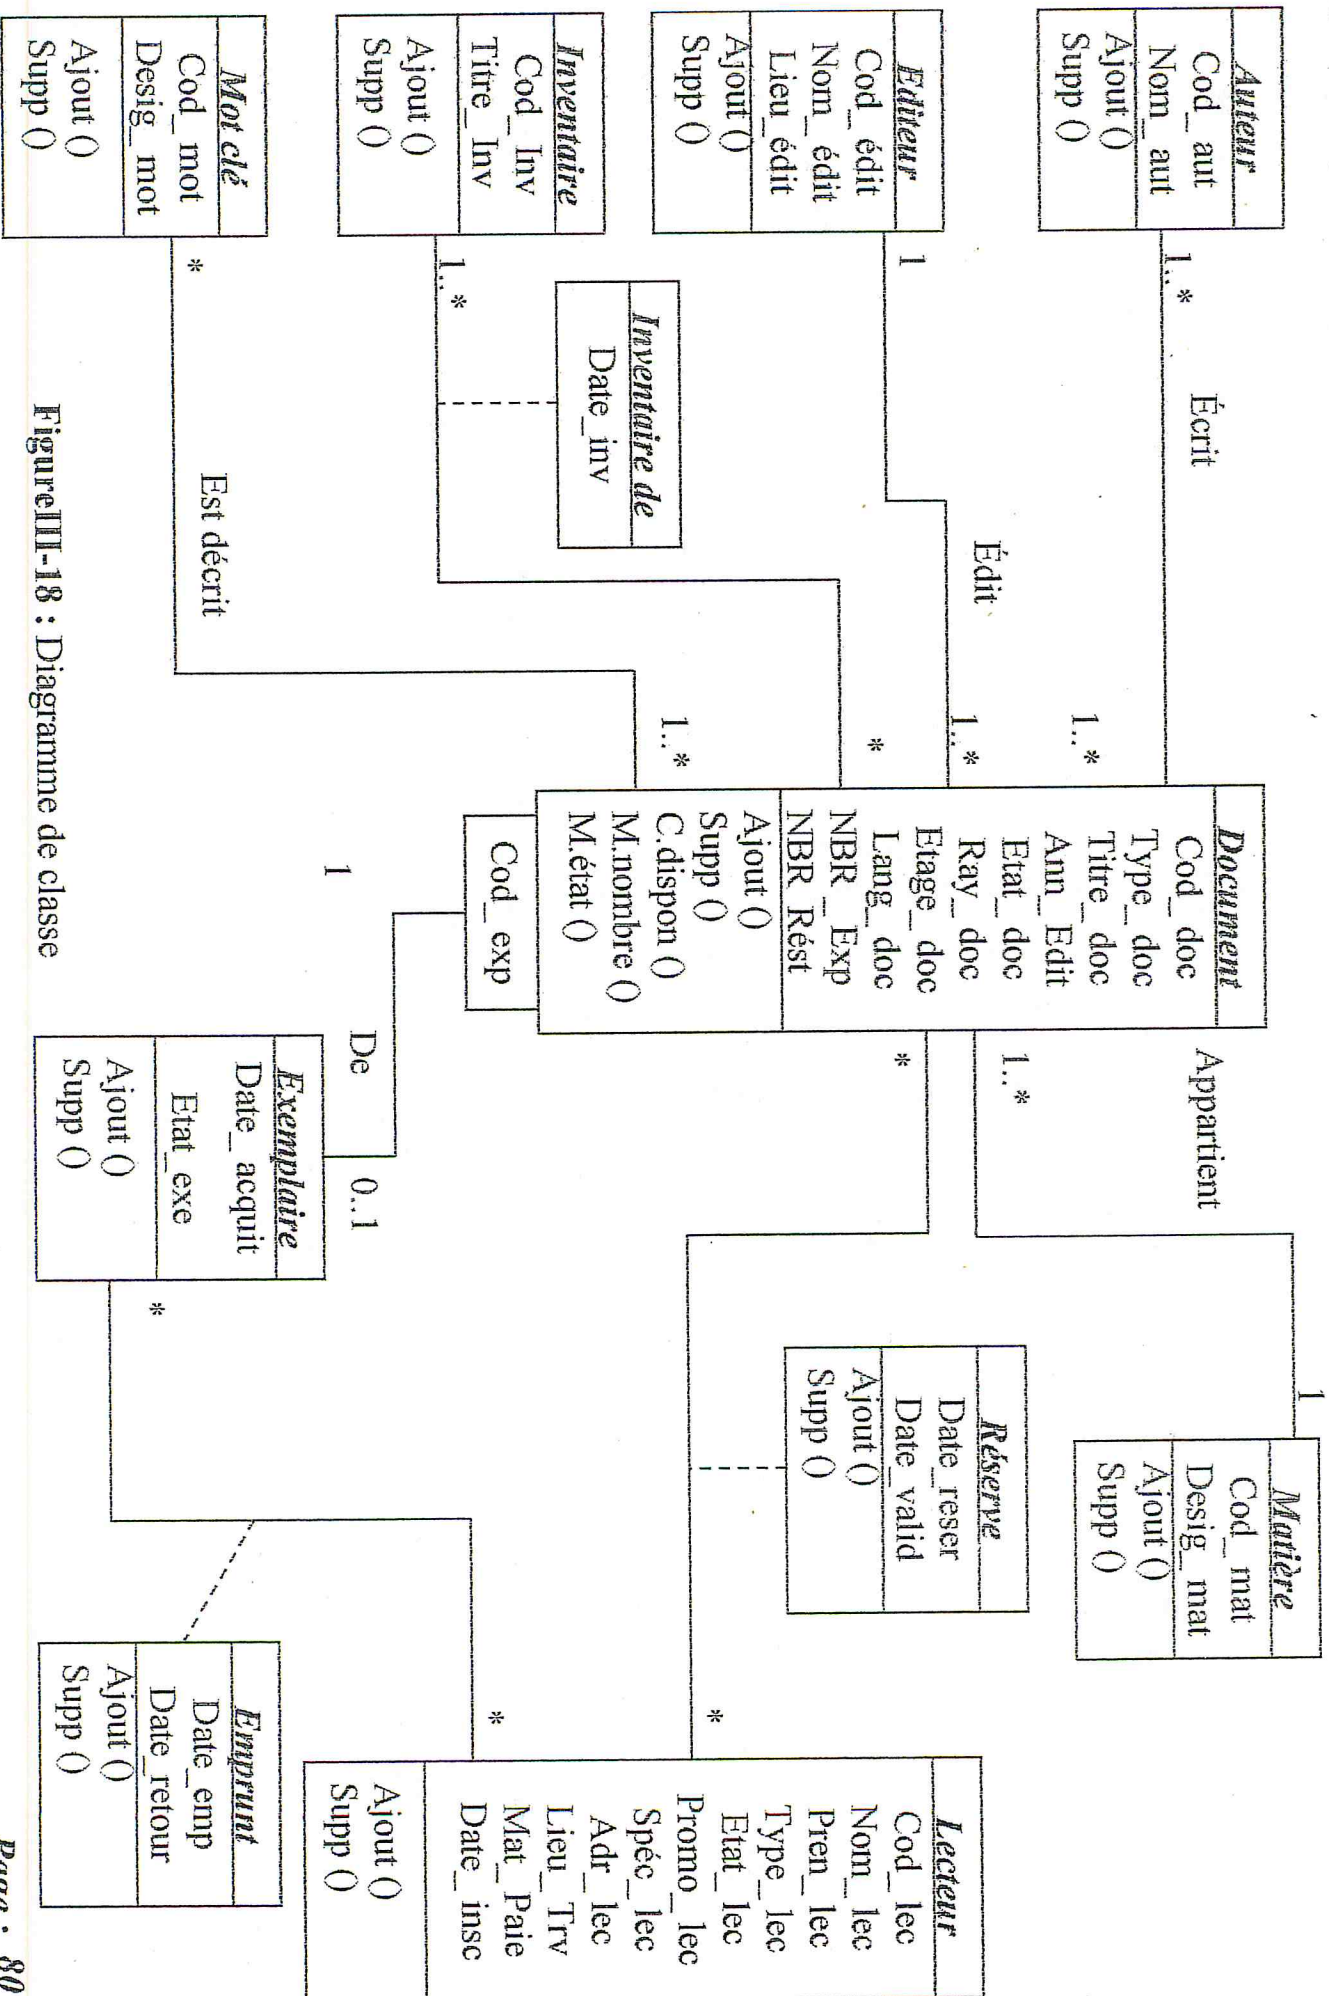 Auteur
Cod_aut
Nom_aut
Ajout ()
Supp ()
1..*
Écrit
1..*
Editeur
Cod_édit
Nom_édit
Lieu_édit
Ajout ()
Supp ()
1
Édit
1..*
Inventaire
Cod_Inv
Titre_Inv
Ajout ()
Supp ()
1..*
Inventaire de
Date_inv
*
Mot clé
Cod_mot
Desig_mot
Ajout ()
Supp ()
*
Est décrit
1..*
Document
Cod_doc
Type_doc
Titre_doc
Ann_Edit
Etat_doc
Ray_doc
Etage_doc
Lang_doc
NBR_Exp
NBR_Rést
Ajout ()
Supp ()
C.dispon ()
M.nombre ()
M.état ()
Cod_exp
1
De
0..1
Exemplaire
Date_acquit
Etat_exe
Ajout ()
Supp ()
*
Appartient
1..*
1
Matière
Cod_mat
Desig_mat
Ajout ()
Supp ()
*
Réserve
Date_reser
Date_valid
Ajout ()
Supp ()
*
*
Emprunt
Date_emp
Date_retour
Ajout ()
Supp ()
Lecteur
Cod_lec
Nom_lec
Pren_lec
Type_lec
Etat_lec
Promo_lec
Spéc_lec
Adr_lec
Lieu_Trv
Mat_Paie
Date_insc
Ajout ()
Supp ()
FigureIII-18 : Diagramme de classe
Page : 80